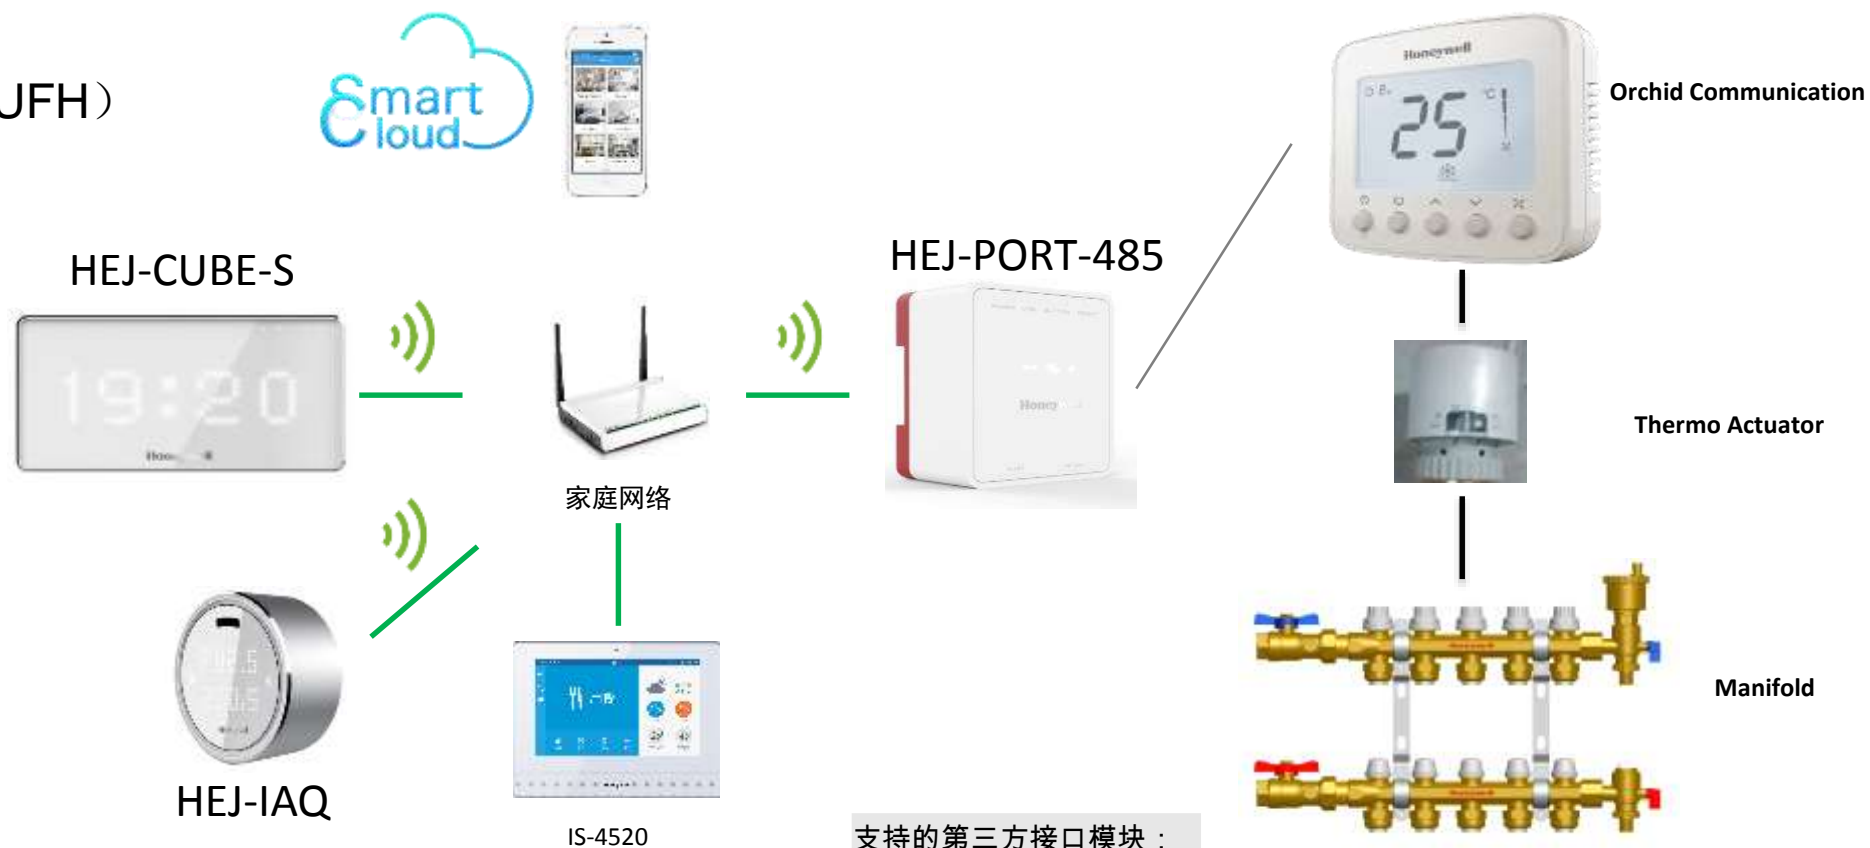 UFH）
Smart
Cloud
Honeywell
25
°C
Orchid Communication
HEJ-CUBE-S
19:20
HEJ-PORT-485
Thermo Actuator
家庭网络
Manifold
HEJ-IAQ
IS-4520
支持的第三方接口模块：